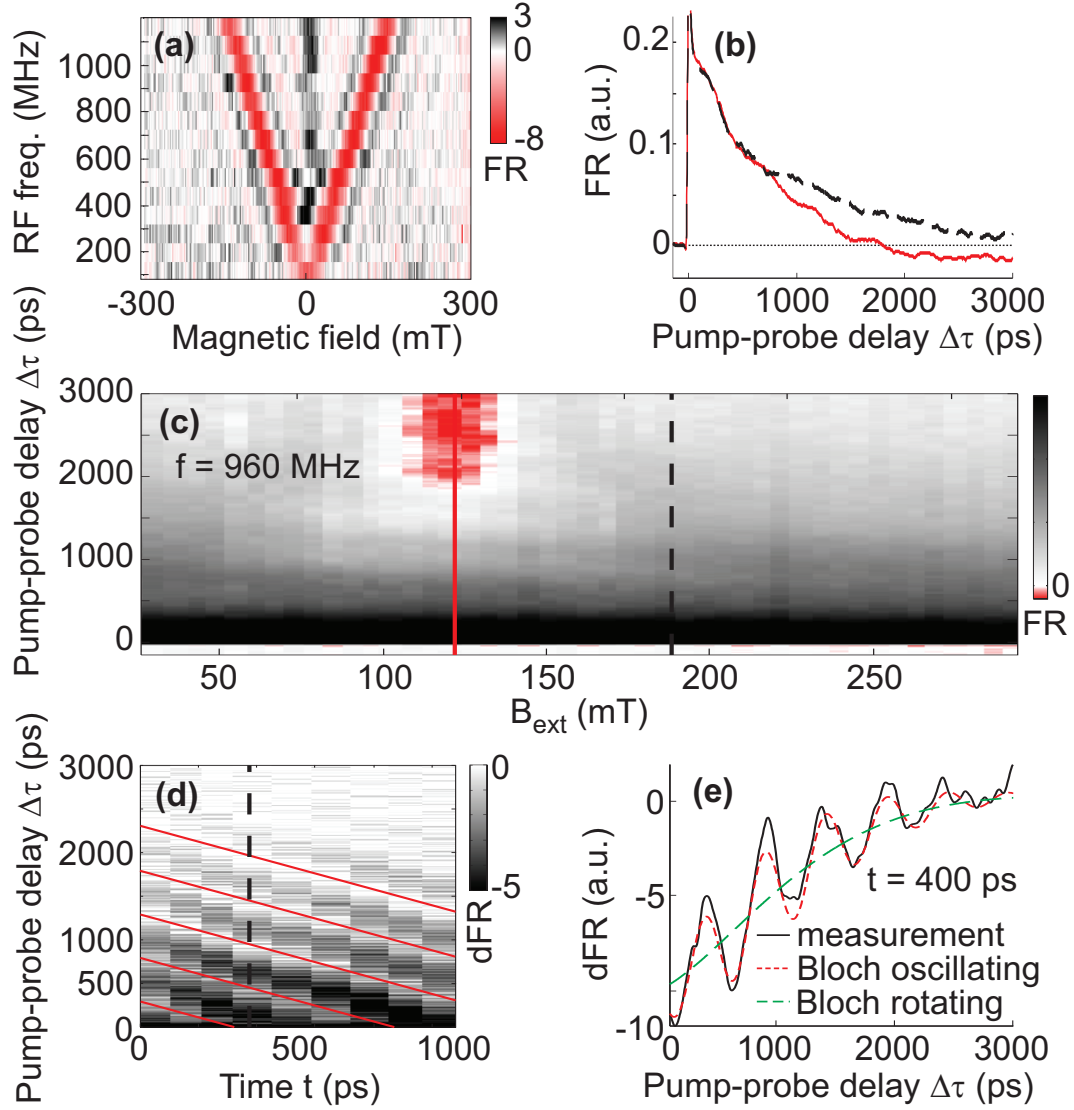 (a)
RF freq. (MHz)
1000
800
600
400
200
-300
0
300
Magnetic field (mT)
3
0
-8
FR
(b)
FR (a.u.)
0.2
0.1
0
0
1000
2000
3000
Pump-probe delay Δτ (ps)
(c)
f = 960 MHz
Pump-probe delay Δτ (ps)
3000
2000
1000
0
50
100
150
200
250
B_ext (mT)
0
FR
(d)
Pump-probe delay Δτ (ps)
3000
2000
1000
500
0
0
500
1000
Time t (ps)
0
-5
dFR
(e)
dFR (a.u.)
0
-5
-10
t = 400 ps
measurement
Bloch oscillating
Bloch rotating
0
1000
2000
3000
Pump-probe delay Δτ (ps)